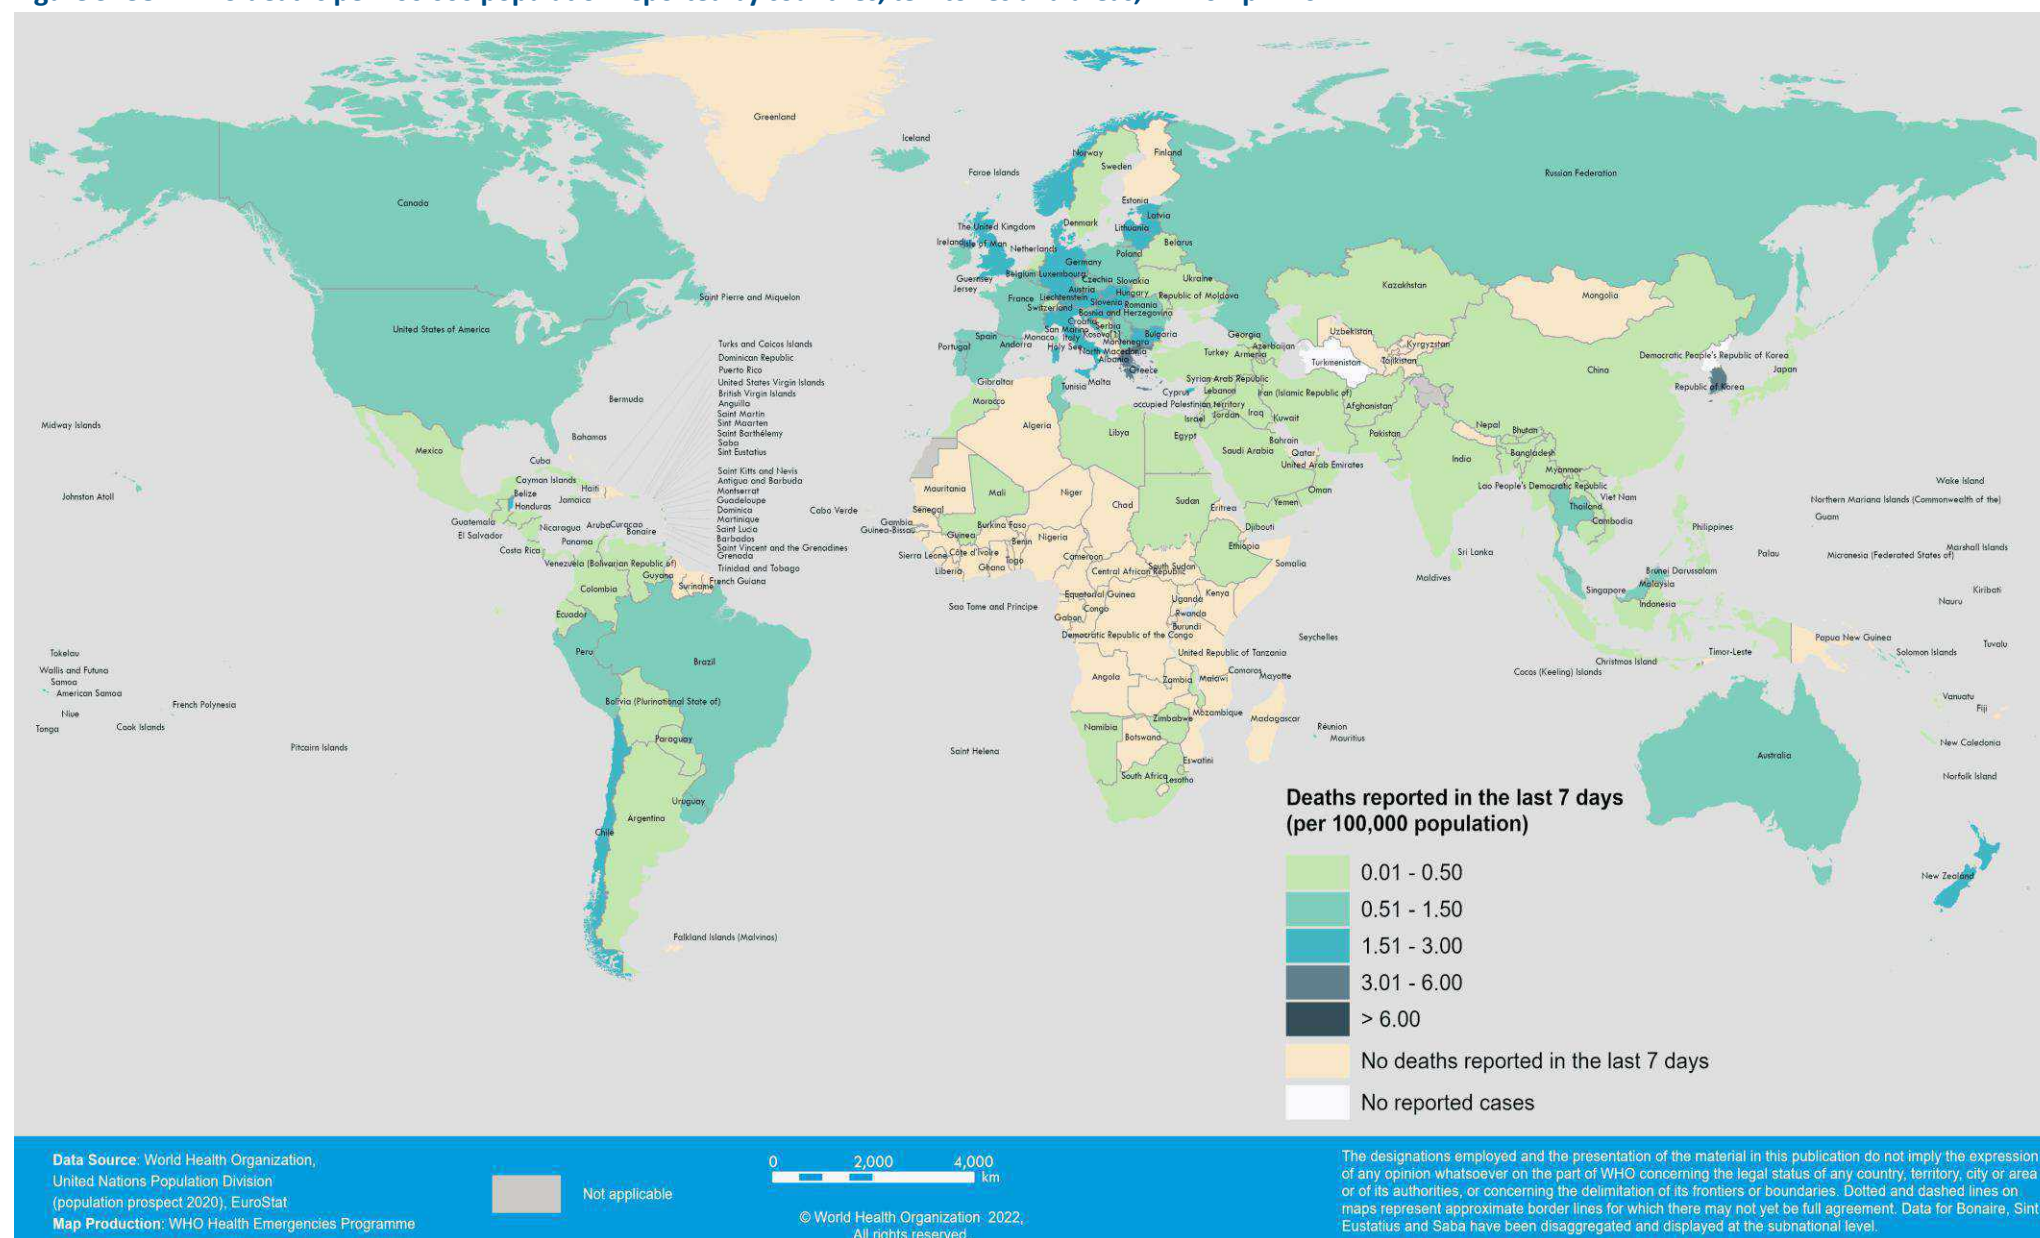 Greenland
Iceland
Faroe Islands
Norway
Sweden
Finland
Russian Federation
Canada
Estonia
Latvia
Denmark
Lithuania
The United Kingdom
Ireland
Isle of Man
Netherlands
Belarus
Poland
Germany
Guernsey
Jersey
Belgium
Luxembourg
Czechia
Slovakia
Ukraine
Austria
Hungary
Republic of Moldova
France
Liechtenstein
Switzerland
Slovenia
Romania
Bosnia and Herzegovina
Croatia
Serbia
San Marino
Kosovo[1]
Monaco
Italy
Montenegro
Bulgaria
Holy See
North Macedonia
Albania
Greece
Spain
Andorra
Portugal
Gibraltar
Kazakhstan
Mongolia
Uzbekistan
Kyrgyzstan
Georgia
Azerbaijan
Turkey
Armenia
Turkmenistan
Tajikistan
Democratic People's Republic of Korea
China
Japan
Republic of Korea
Saint Pierre and Miquelon
United States of America
Turks and Caicos Islands
Dominican Republic
Puerto Rico
United States Virgin Islands
British Virgin Islands
Anguilla
Saint Martin
Sint Maarten
Saint Barthélemy
Saba
Sint Eustatius
Saint Kitts and Nevis
Antigua and Barbuda
Montserrat
Guadeloupe
Dominica
Martinique
Saint Lucia
Barbados
Saint Vincent and the Grenadines
Grenada
Trinidad and Tobago
French Guiana
Bermuda
Bahamas
Midway Islands
Johnston Atoll
Mexico
Cuba
Cayman Islands
Haiti
Belize
Jamaica
Honduras
Guatemala
El Salvador
Nicaragua
Aruba
Curaçao
Bonaire
Costa Rica
Panama
Venezuela (Bolivarian Republic of)
Guyana
Suriname
Colombia
Ecuador
Peru
Brazil
Bolivia (Plurinational State of)
Paraguay
Uruguay
Argentina
Chile
Falkland Islands (Malvinas)
Tunisia
Malta
Cyprus
Syrian Arab Republic
Lebanon
Iran (Islamic Republic of)
occupied Palestinian territory
Israel
Jordan
Iraq
Kuwait
Afghanistan
Pakistan
Nepal
Bhutan
Bangladesh
India
Myanmar
Lao People's Democratic Republic
Viet Nam
Thailand
Cambodia
Philippines
Morocco
Algeria
Libya
Egypt
Saudi Arabia
Bahrain
Qatar
United Arab Emirates
Oman
Yemen
Mauritania
Mali
Niger
Chad
Sudan
Eritrea
Djibouti
Cabo Verde
Senegal
Gambia
Guinea-Bissau
Guinea
Burkina Faso
Benin
Nigeria
Sierra Leone
Côte d'Ivoire
Togo
Liberia
Ghana
Cameroon
Central African Republic
South Sudan
Ethiopia
Somalia
Sri Lanka
Maldives
Sao Tome and Principe
Equatorial Guinea
Gabon
Congo
Uganda
Kenya
Rwanda
Burundi
Democratic Republic of the Congo
Seychelles
United Republic of Tanzania
Angola
Zambia
Malawi
Comoros
Mayotte
Mozambique
Zimbabwe
Madagascar
Namibia
Botswana
Réunion
Mauritius
Saint Helena
Eswatini
South Africa
Lesotho
Brunei Darussalam
Malaysia
Singapore
Indonesia
Palau
Christmas Island
Cocos (Keeling) Islands
Timor-Leste
Papua New Guinea
Wake Island
Northern Mariana Islands (Commonwealth of the)
Guam
Marshall Islands
Micronesia (Federated States of)
Kiribati
Nauru
Tuvalu
Solomon Islands
Vanuatu
Fiji
New Caledonia
Norfolk Island
Australia
New Zealand
Tokelau
Wallis and Futuna
Samoa
American Samoa
Niue
Tonga
Cook Islands
French Polynesia
Pitcairn Islands
Deaths reported in the last 7 days
(per 100,000 population)
0.01 - 0.50
0.51 - 1.50
1.51 - 3.00
3.01 - 6.00
> 6.00
No deaths reported in the last 7 days
No reported cases
Data Source: World Health Organization,
United Nations Population Division
(population prospect 2020), EuroStat
Map Production: WHO Health Emergencies Programme
Not applicable
0 2,000 4,000
km
© World Health Organization 2022,
All rights reserved
The designations employed and the presentation of the material in this publication do not imply the expression
of any opinion whatsoever on the part of WHO concerning the legal status of any country, territory, city or area
or of its authorities, or concerning the delimitation of its frontiers or boundaries. Dotted and dashed lines on
maps represent approximate border lines for which there may not yet be full agreement. Data for Bonaire, Sint
Eustatius and Saba have been disaggregated and displayed at the subnational level.